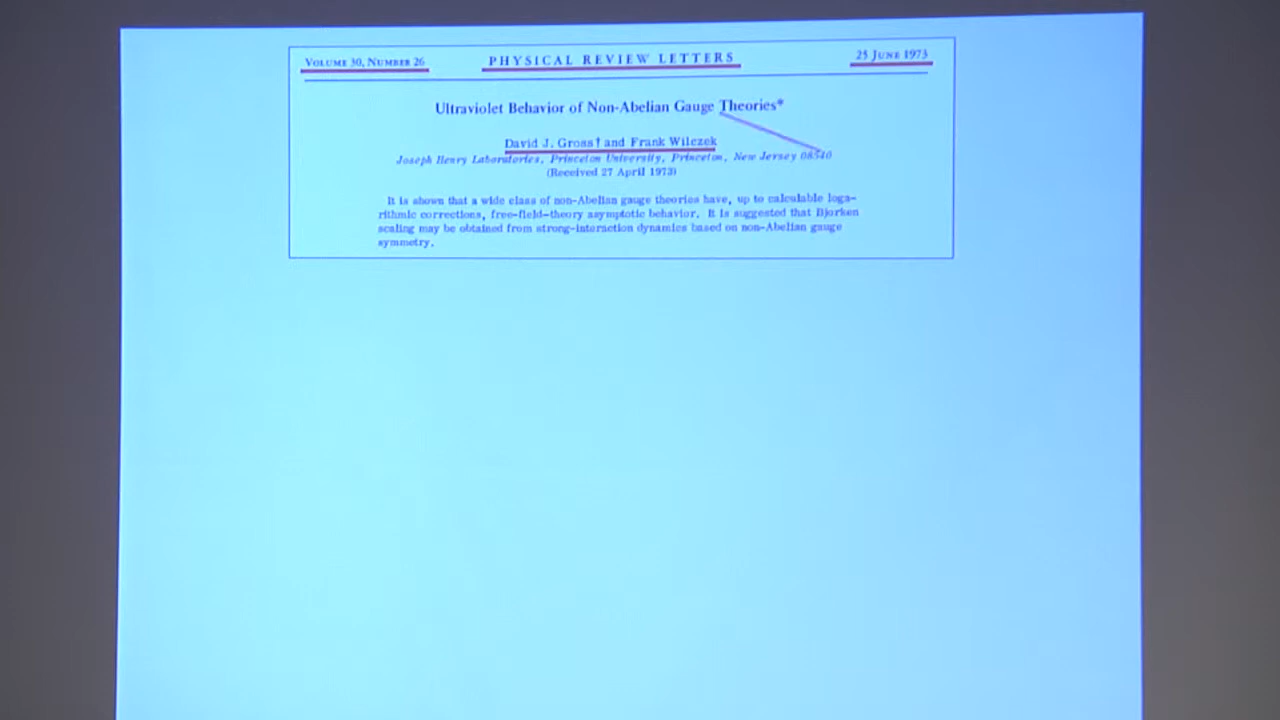 VOLUME 30, NUMBER 26 PHYSICAL REVIEW LETTERS 25 JUNE 1973
Ultraviolet Behavior of Non-Abelian Gauge Theories*
David J. Gross† and Frank Wilczek
Joseph Henry Laboratories, Princeton University, Princeton, New Jersey 08540
(Received 27 April 1973)
It is shown that a wide class of non-Abelian gauge theories have, up to calculable loga-
rithmic corrections, free-field-theory asymptotic behavior. It is suggested that Bjorken
scaling may be obtained from strong-interaction dynamics based on non-Abelian gauge
symmetry.